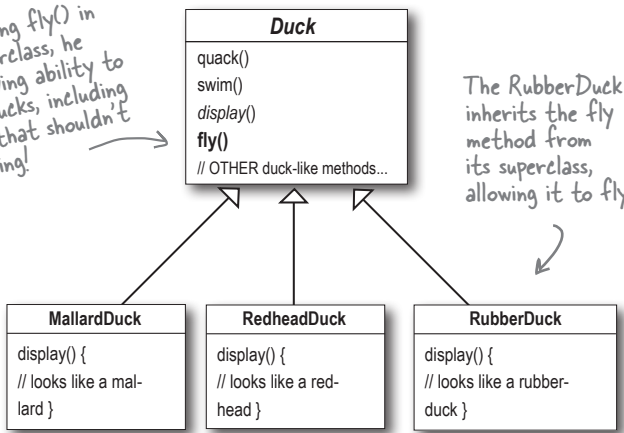 ng fly() in
rclass, he
ing ability to
ucks, including
that shouldn't
ing!
Duck
quack()
swim()
display()
fly()
// OTHER duck-like methods...
The RubberDuck
inherits the fly
method from
its superclass,
allowing it to fly
MallardDuck
display() {
// looks like a mal-
lard }
RedheadDuck
display() {
// looks like a red-
head }
RubberDuck
display() {
// looks like a rubber-
duck }